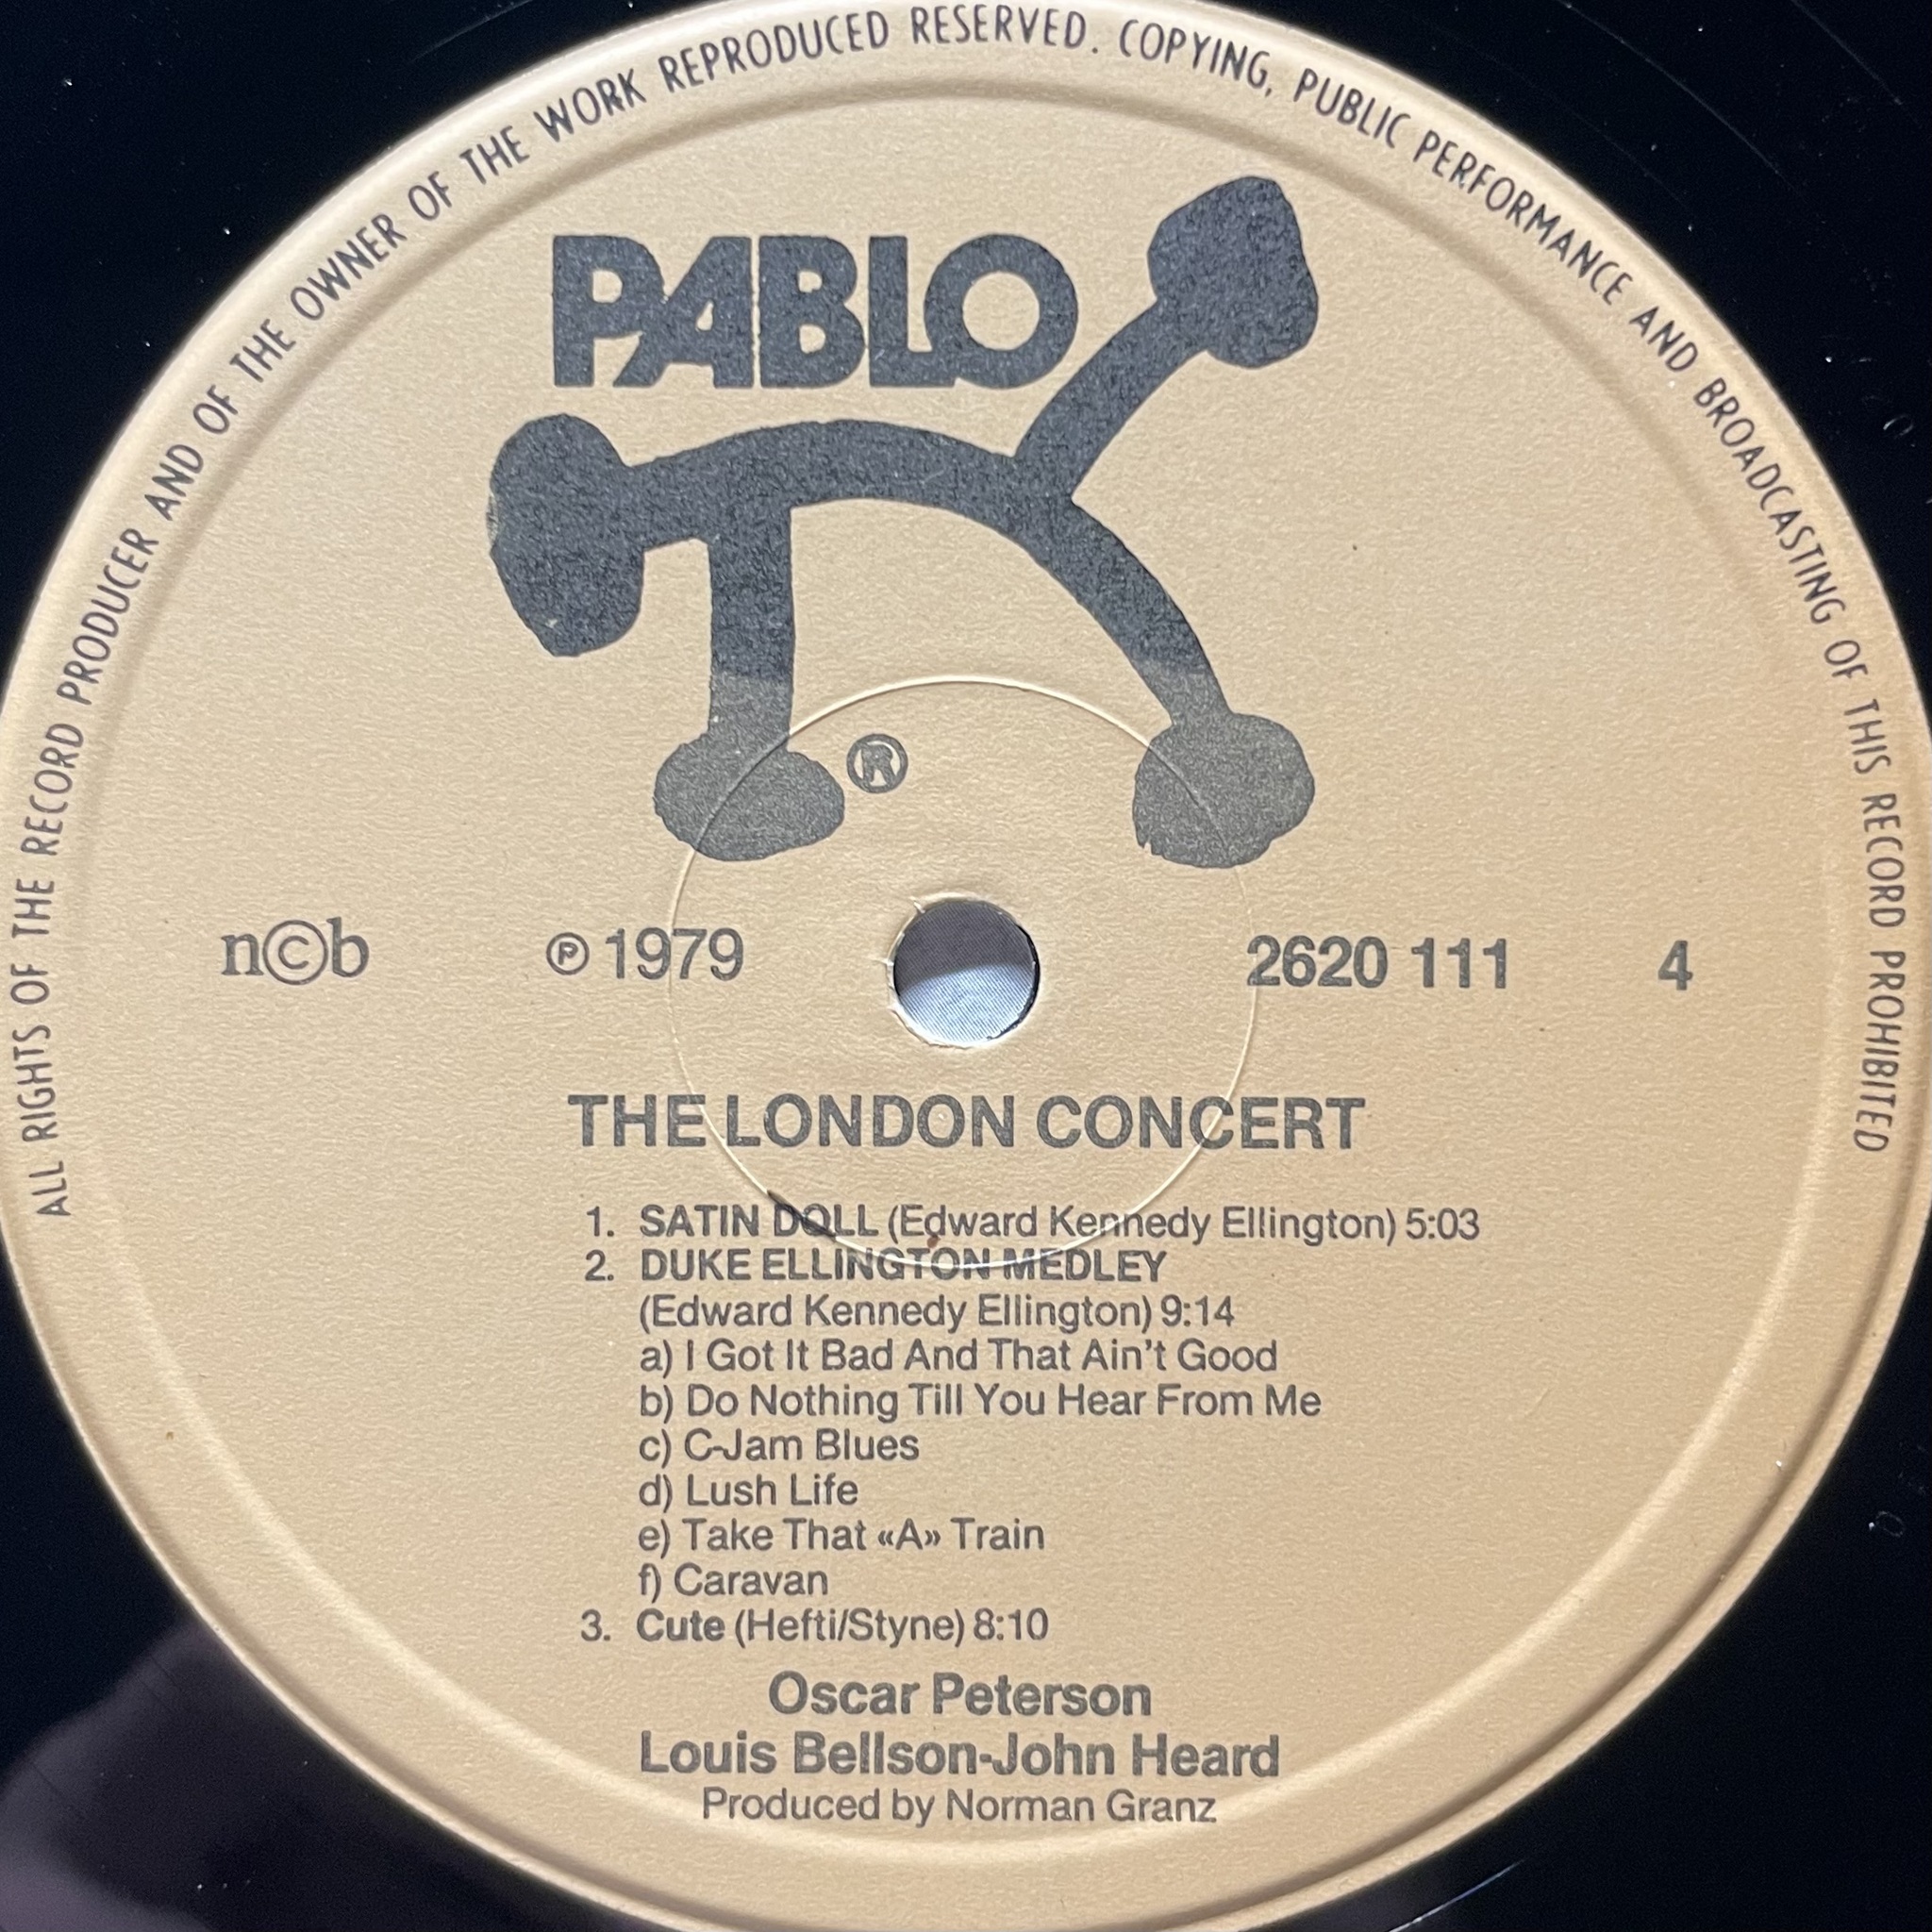 ALL RIGHTS OF THE RECORD PRODUCER AND OF THE OWNER OF THE WORK REPRODUCED RESERVED. COPYING, PUBLIC PERFORMANCE AND BROADCASTING OF THIS RECORD PROHIBITED
PABLO
®
n©b ℗ 1979 2620 111 4
THE LONDON CONCERT
1. SATIN DOLL (Edward Kennedy Ellington) 5:03
2. DUKE ELLINGTON MEDLEY
(Edward Kennedy Ellington) 9:14
a) I Got It Bad And That Ain't Good
b) Do Nothing Till You Hear From Me
c) C-Jam Blues
d) Lush Life
e) Take That «A» Train
f) Caravan
3. Cute (Hefti/Styne) 8:10
Oscar Peterson
Louis Bellson-John Heard
Produced by Norman Granz